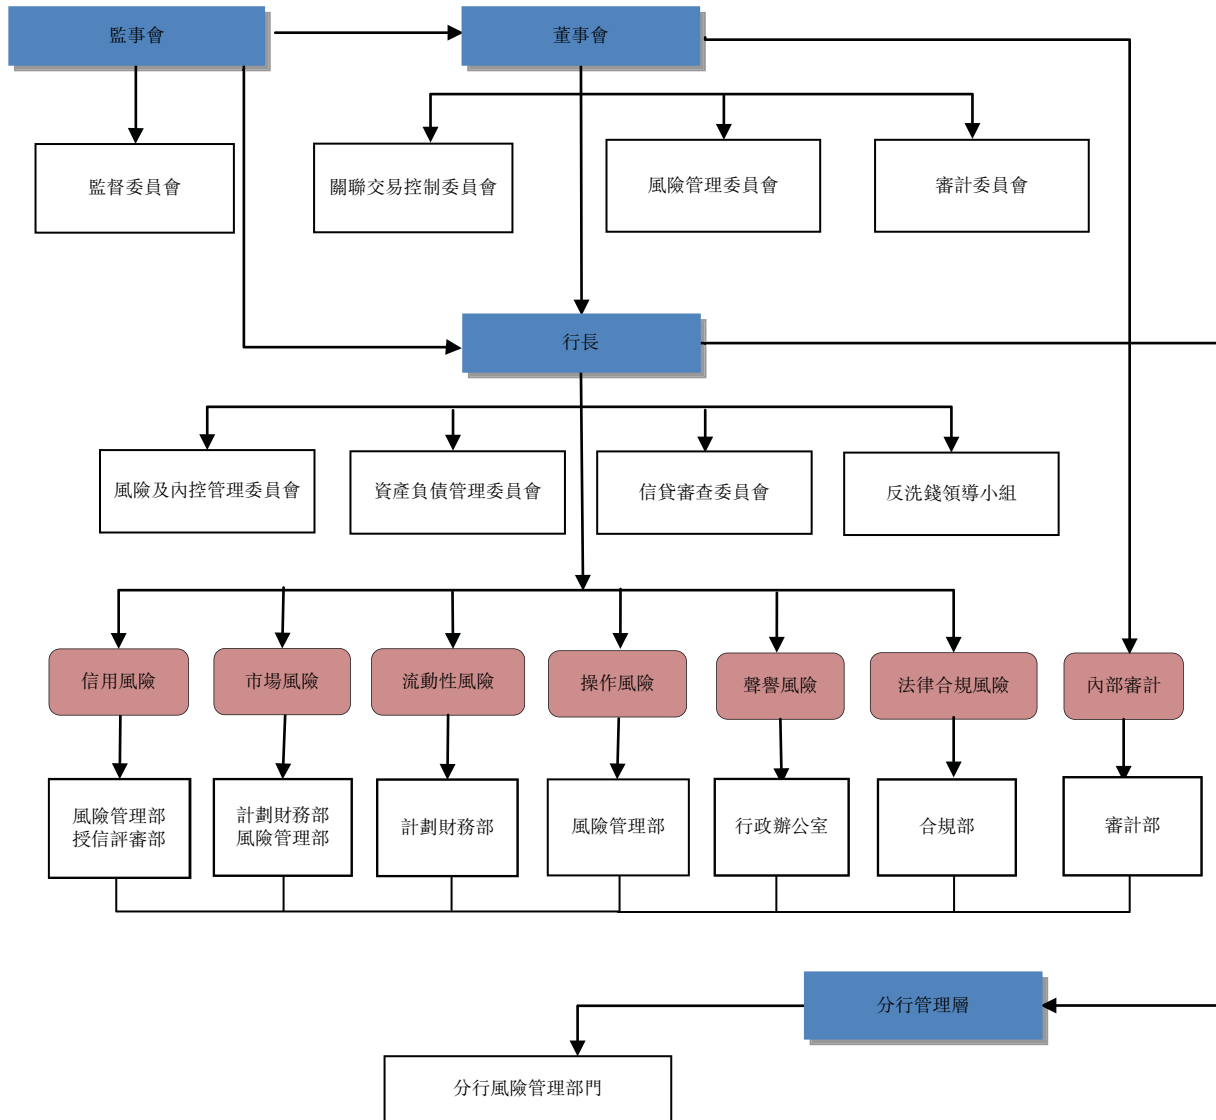 監事會
董事會
監督委員會
關聯交易控制委員會
風險管理委員會
審計委員會
行長
風險及內控管理委員會
資產負債管理委員會
信貸審查委員會
反洗錢領導小組
信用風險
市場風險
流動性風險
操作風險
聲譽風險
法律合規風險
內部審計
風險管理部
授信評審部
計劃財務部
風險管理部
計劃財務部
風險管理部
行政辦公室
合規部
審計部
分行管理層
分行風險管理部門